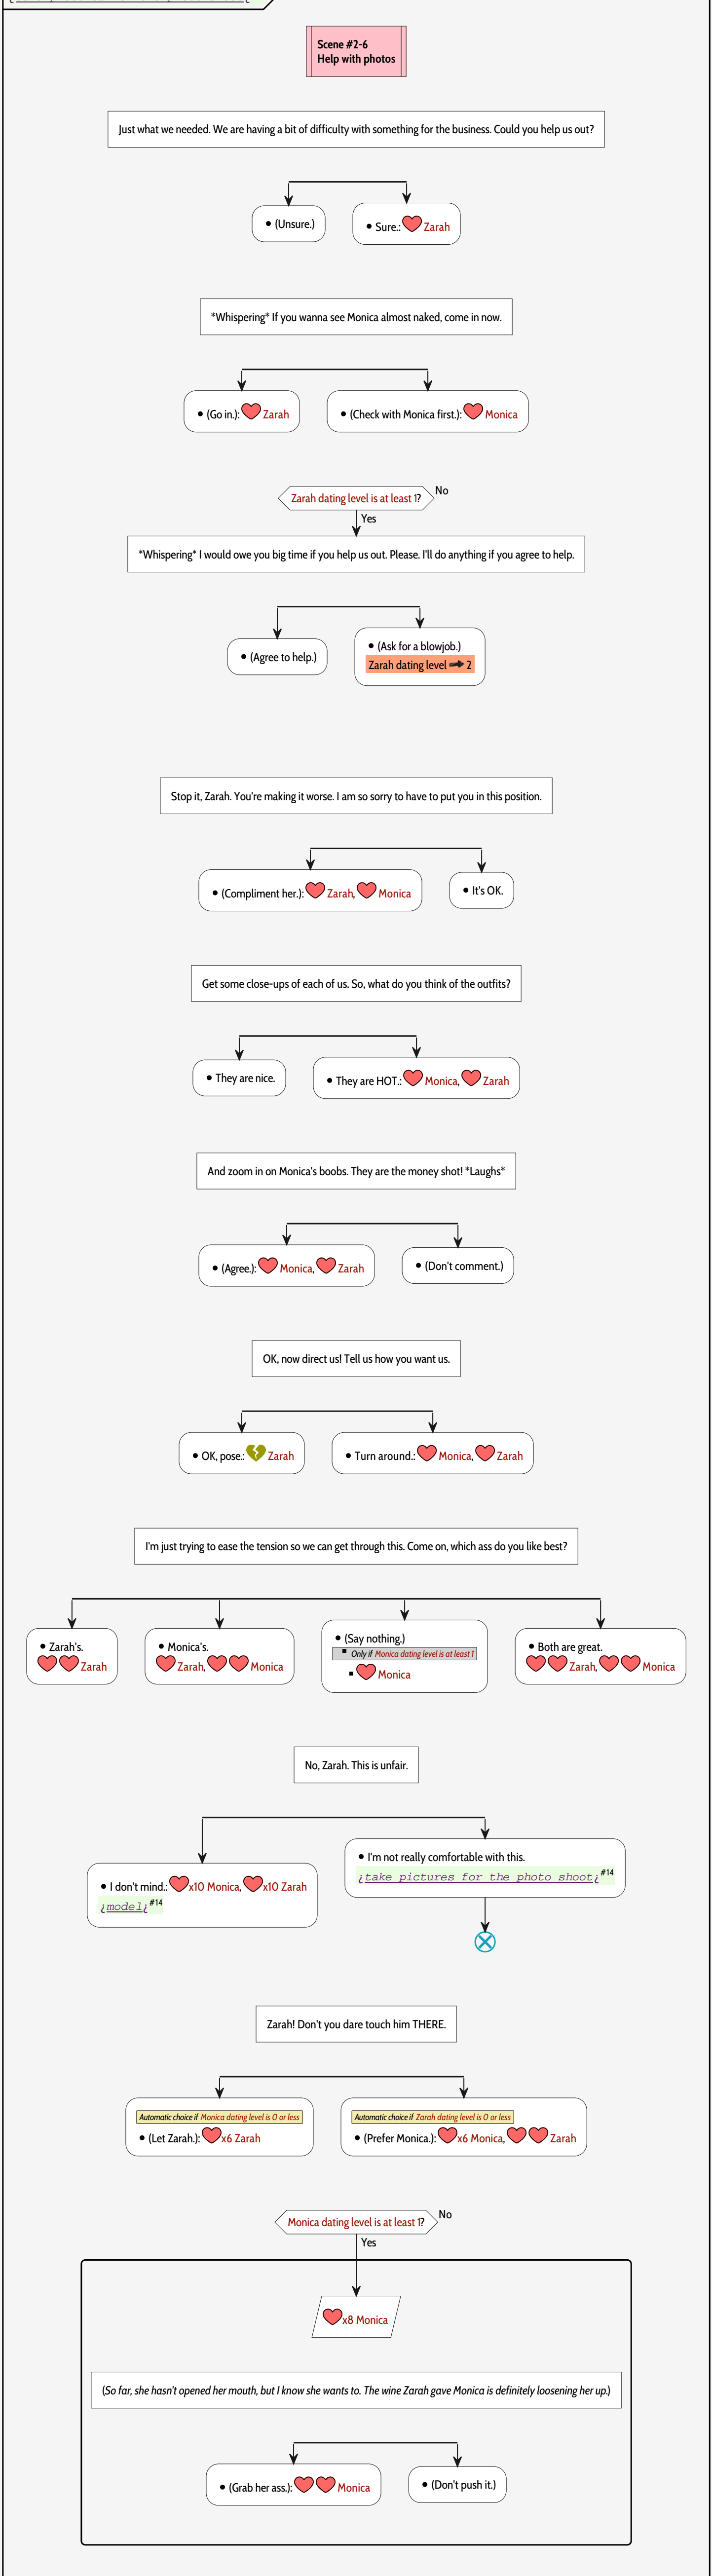 Scene #2-6
Help with photos
Just what we needed. We are having a bit of difficulty with something for the business. Could you help us out?
(Unsure.)
Sure.: Zarah
*Whispering* If you wanna see Monica almost naked, come in now.
(Go in.): Zarah
(Check with Monica first.): Monica
Zarah dating level is at least 1?
No
Yes
*Whispering* I would owe you big time if you help us out. Please. I'll do anything if you agree to help.
(Agree to help.)
(Ask for a blowjob.)
Zarah dating level 2
Stop it, Zarah. You're making it worse. I am so sorry to have to put you in this position.
(Compliment her.): Zarah, Monica
It's OK.
Get some close-ups of each of us. So, what do you think of the outfits?
They are nice.
They are HOT.: Monica, Zarah
And zoom in on Monica's boobs. They are the money shot! *Laughs*
(Agree.): Monica, Zarah
(Don't comment.)
OK, now direct us! Tell us how you want us.
OK, pose.: Zarah
Turn around.: Monica, Zarah
I'm just trying to ease the tension so we can get through this. Come on, which ass do you like best?
Zarah's.
Zarah
Monica's.
Zarah, Monica
(Say nothing.)
Only if Monica dating level is at least 1
Monica
Both are great.
Zarah, Monica
No, Zarah. This is unfair.
I don't mind.: x10 Monica, x10 Zarah
¿model¿#14
I'm not really comfortable with this.
¿take pictures for the photo shoot¿#14
Zarah! Don't you dare touch him THERE.
Automatic choice if Monica dating level is 0 or less
(Let Zarah.): x6 Zarah
Automatic choice if Zarah dating level is 0 or less
(Prefer Monica.): x6 Monica, Zarah
Monica dating level is at least 1?
No
Yes
x8 Monica
(So far, she hasn't opened her mouth, but I know she wants to. The wine Zarah gave Monica is definitely loosening her up.)
(Grab her ass.): Monica
(Don't push it.)